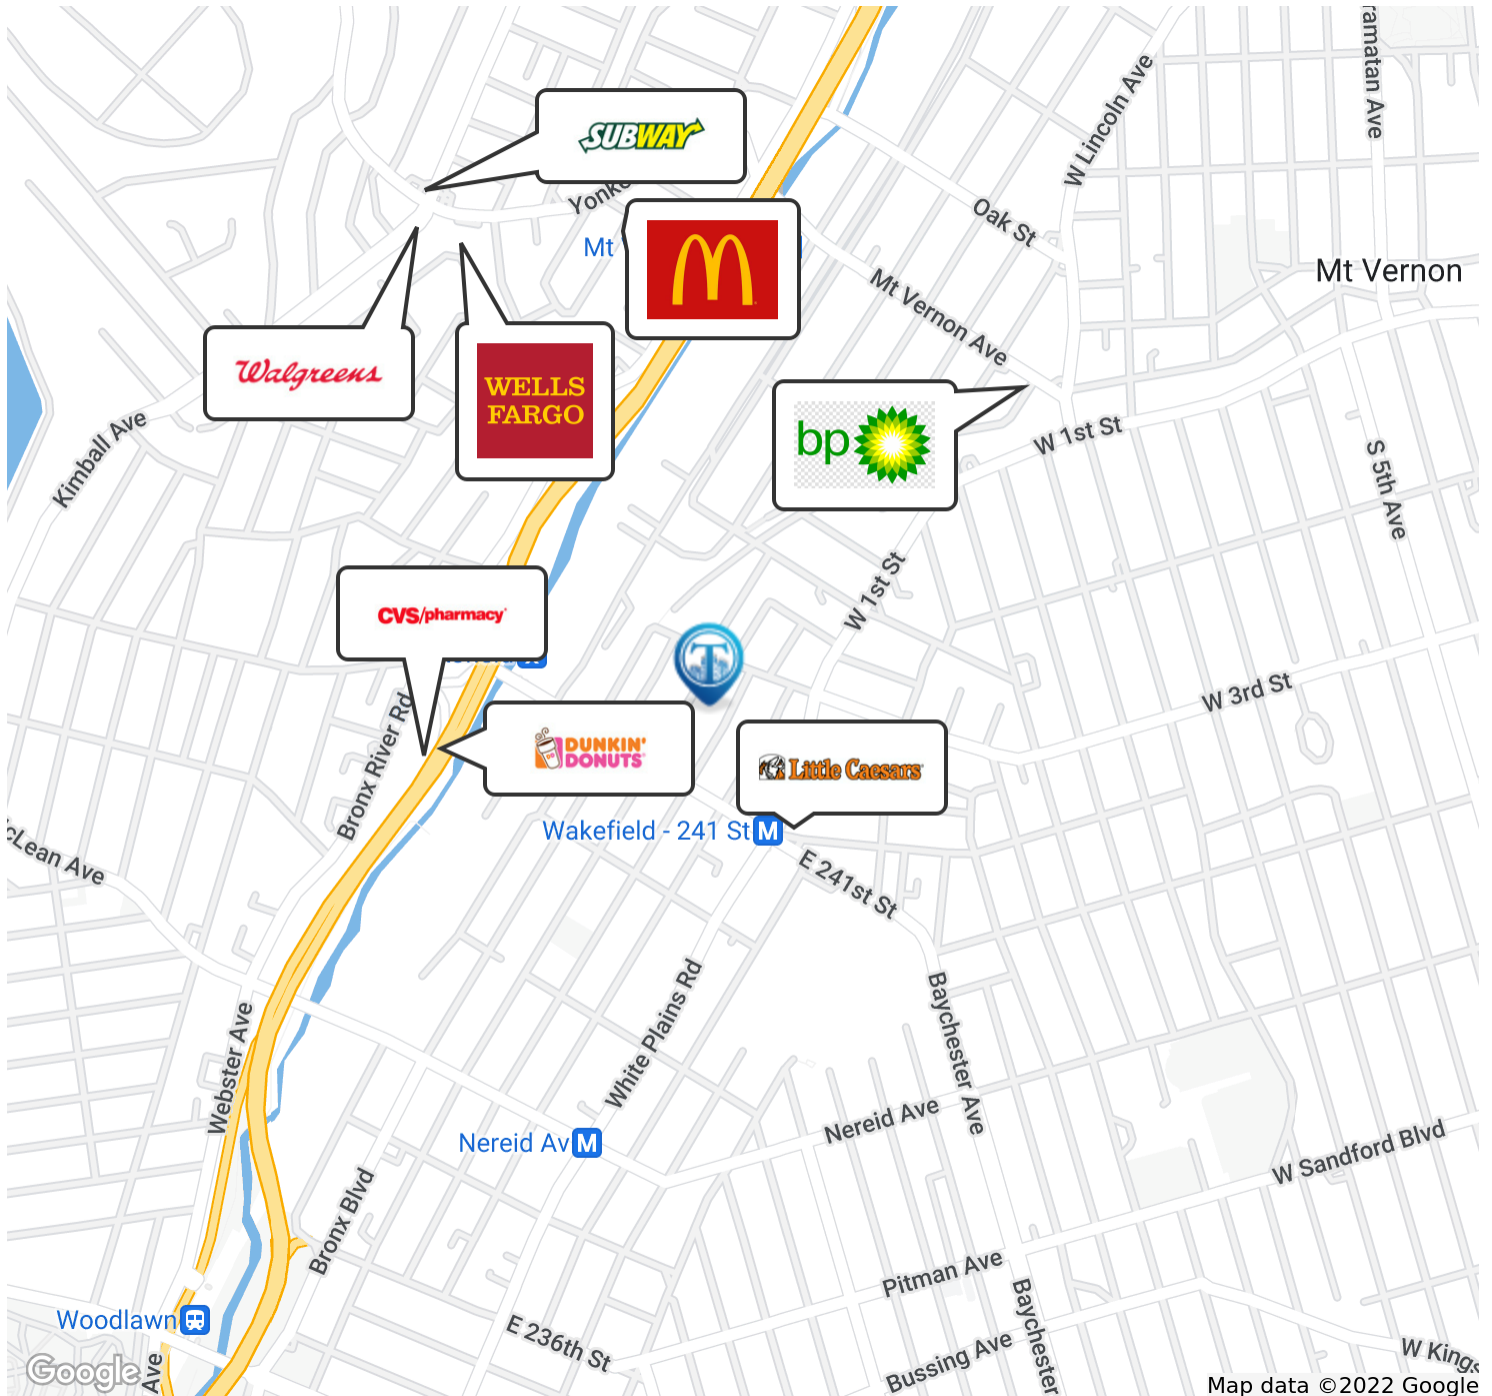 ramatan Ave
W Lincoln Ave
SUBWAY
Yonke
Oak St
Mt
Mt Vernon
Mt Vernon Ave
Walgreens
WELLS
FARGO
bp
W 1st St
Kimball Ave
S 5th Ave
W 1st St
CVS/pharmacy
T
W 3rd St
Bronx River Rd
DUNKIN'
DONUTS
Little Caesars
Wakefield - 241 St M
cLean Ave
E 241st St
White Plains Rd
Baychester Ave
Webster Ave
Nereid Ave
Nereid Av M
W Sandford Blvd
Bronx Blvd
Pitman Ave
Woodlawn
Baychester
E 236th St
Bussing Ave
W Kings
Ave
Google
Map data ©2022 Google